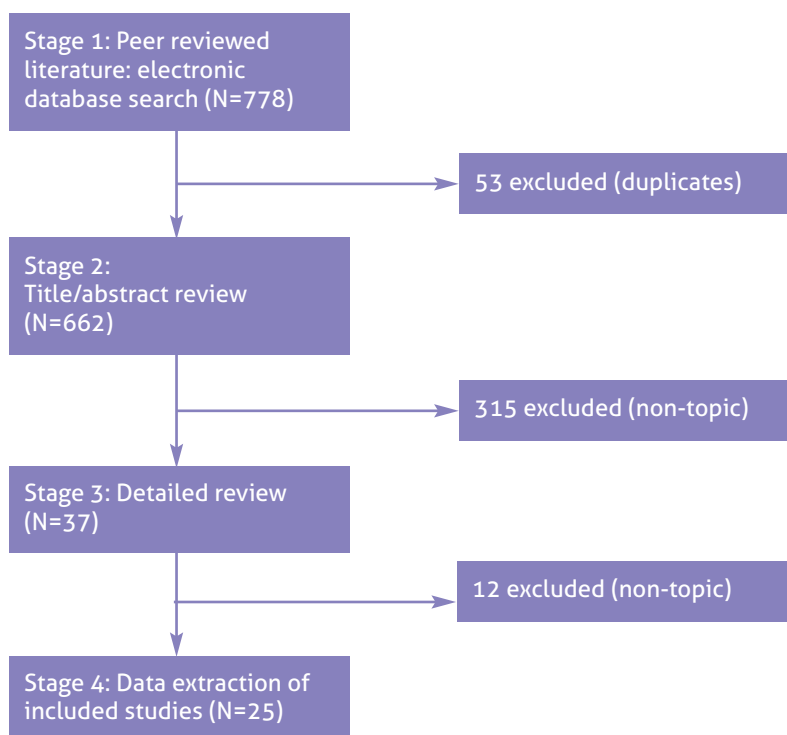 Stage 1: Peer reviewed
literature: electronic
database search (N=778)
53 excluded (duplicates)
Stage 2:
Title/abstract review
(N=662)
315 excluded (non-topic)
Stage 3: Detailed review
(N=37)
12 excluded (non-topic)
Stage 4: Data extraction of
included studies (N=25)